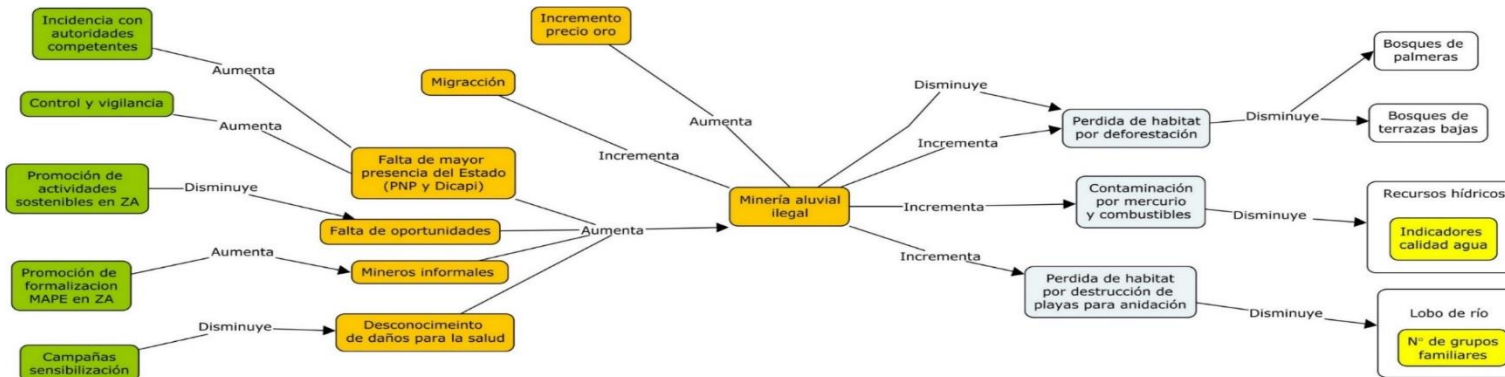 Incidencia con
autoridades
competentes
Aumenta
Control y vigilancia
Aumenta
Promoción de
actividades
sostenibles en ZA
Disminuye
Promoción de
formalización
MAPE en ZA
Aumenta
Campañas
sensibilización
Disminuye
Incremento
precio oro
Aumenta
Migracción
Incrementa
Falta de mayor
presencia del Estado
(PNP y Dicapi)
Falta de oportunidades
Mineros informales
Desconocimeinto
de daños para la salud
Aumenta
Minería aluvial
ilegal
Disminuye
Incrementa
Incrementa
Incrementa
Perdida de habitat
por deforestación
Contaminación
por mercurio
y combustibles
Perdida de habitat
por destrucción de
playas para anidación
Disminuye
Disminuye
Disminuye
Bosques de
palmeras
Bosques de
terrazas bajas
Recursos hídricos
Indicadores
calidad agua
Lobo de río
N° de grupos
familiares